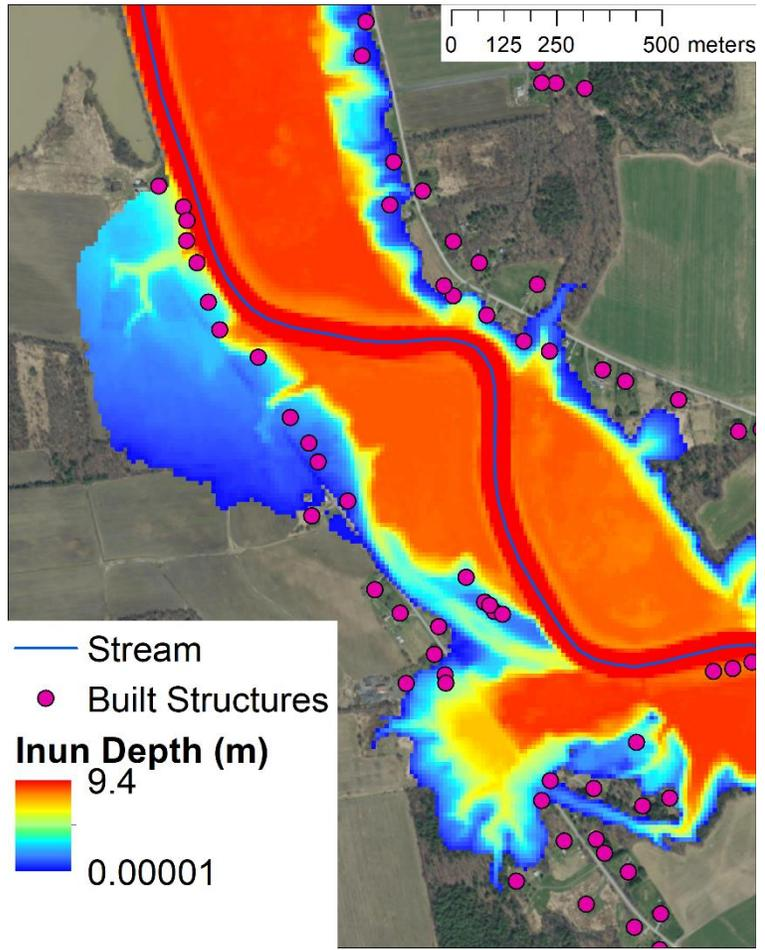 0 125 250 500 meters
Stream
Built Structures
Inun Depth (m)
9.4
0.00001